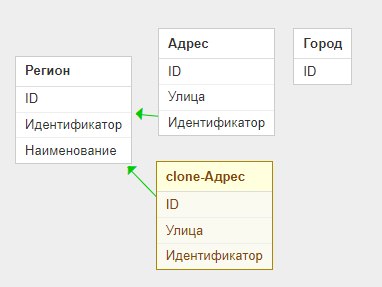 Регион
ID
Идентификатор
Наименование
Адрес
ID
Улица
Идентификатор
Город
ID
clone-Адрес
ID
Улица
Идентификатор